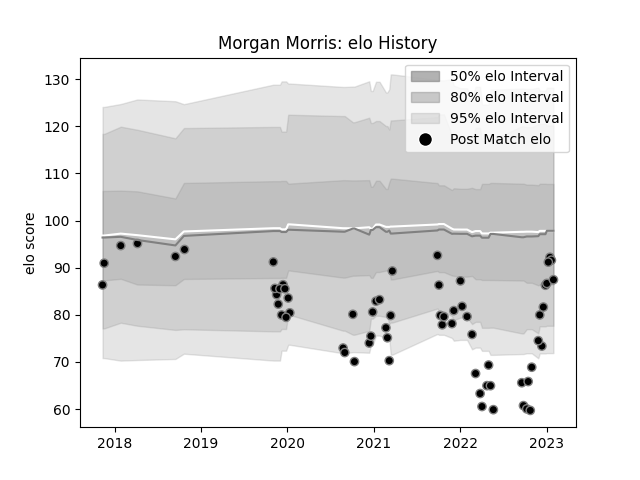 Morgan Morris: elo History
50% elo Interval
80% elo Interval
95% elo Interval
Post Match elo
elo score
130
120
110
100
90
80
70
60
2018 2019 2020 2021 2022 2023